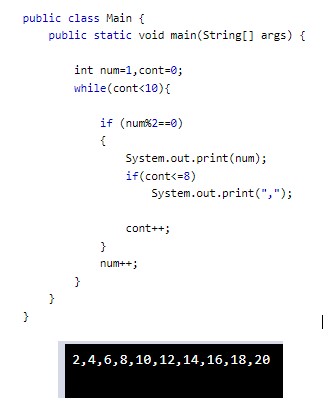 public class Main {
public static void main(String[] args) {
int num=1,cont=0;
while(cont<10){
if (num%2==0)
{
System.out.print(num);
if(cont<=8)
System.out.print(",");
cont++;
}
num++;
}
}
}
2,4,6,8,10,12,14,16,18,20